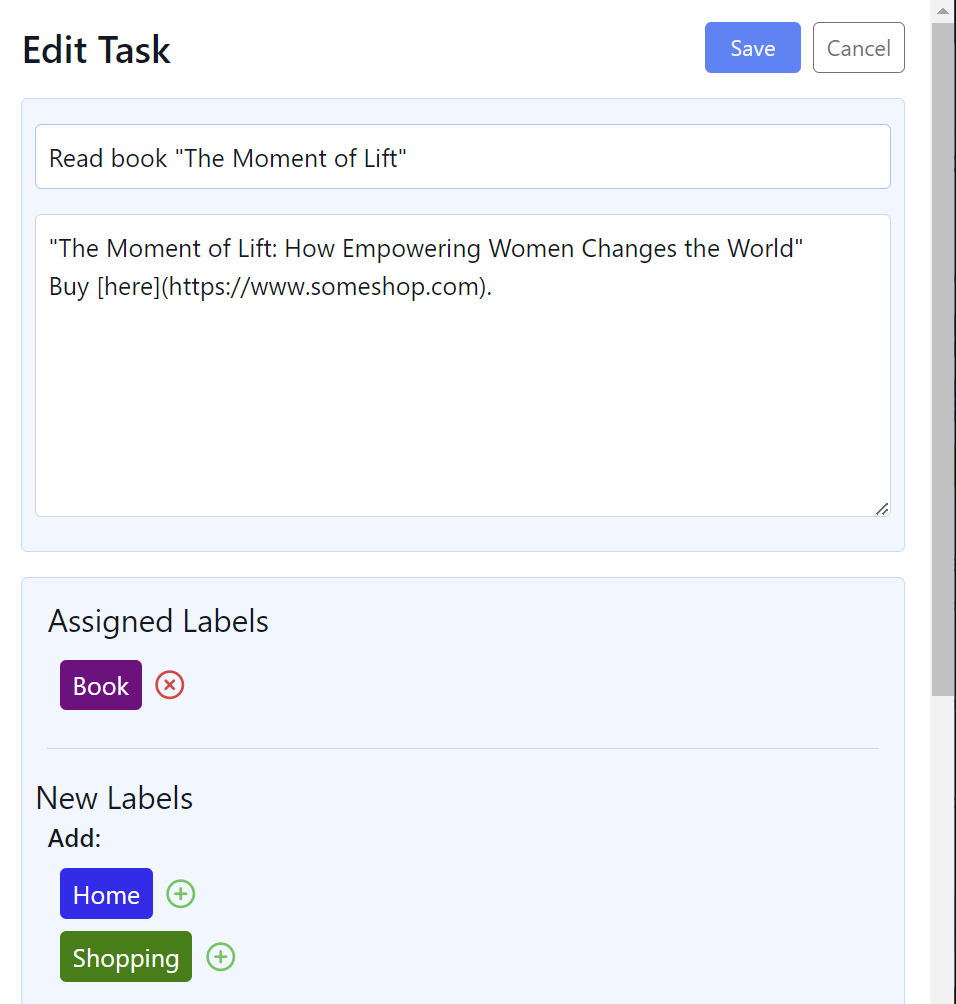 Edit Task
Save
Cancel
Read book "The Moment of Lift"
"The Moment of Lift: How Empowering Women Changes the World"
Buy [here](https://www.someshop.com).
Assigned Labels
Book
New Labels
Add:
Home
Shopping